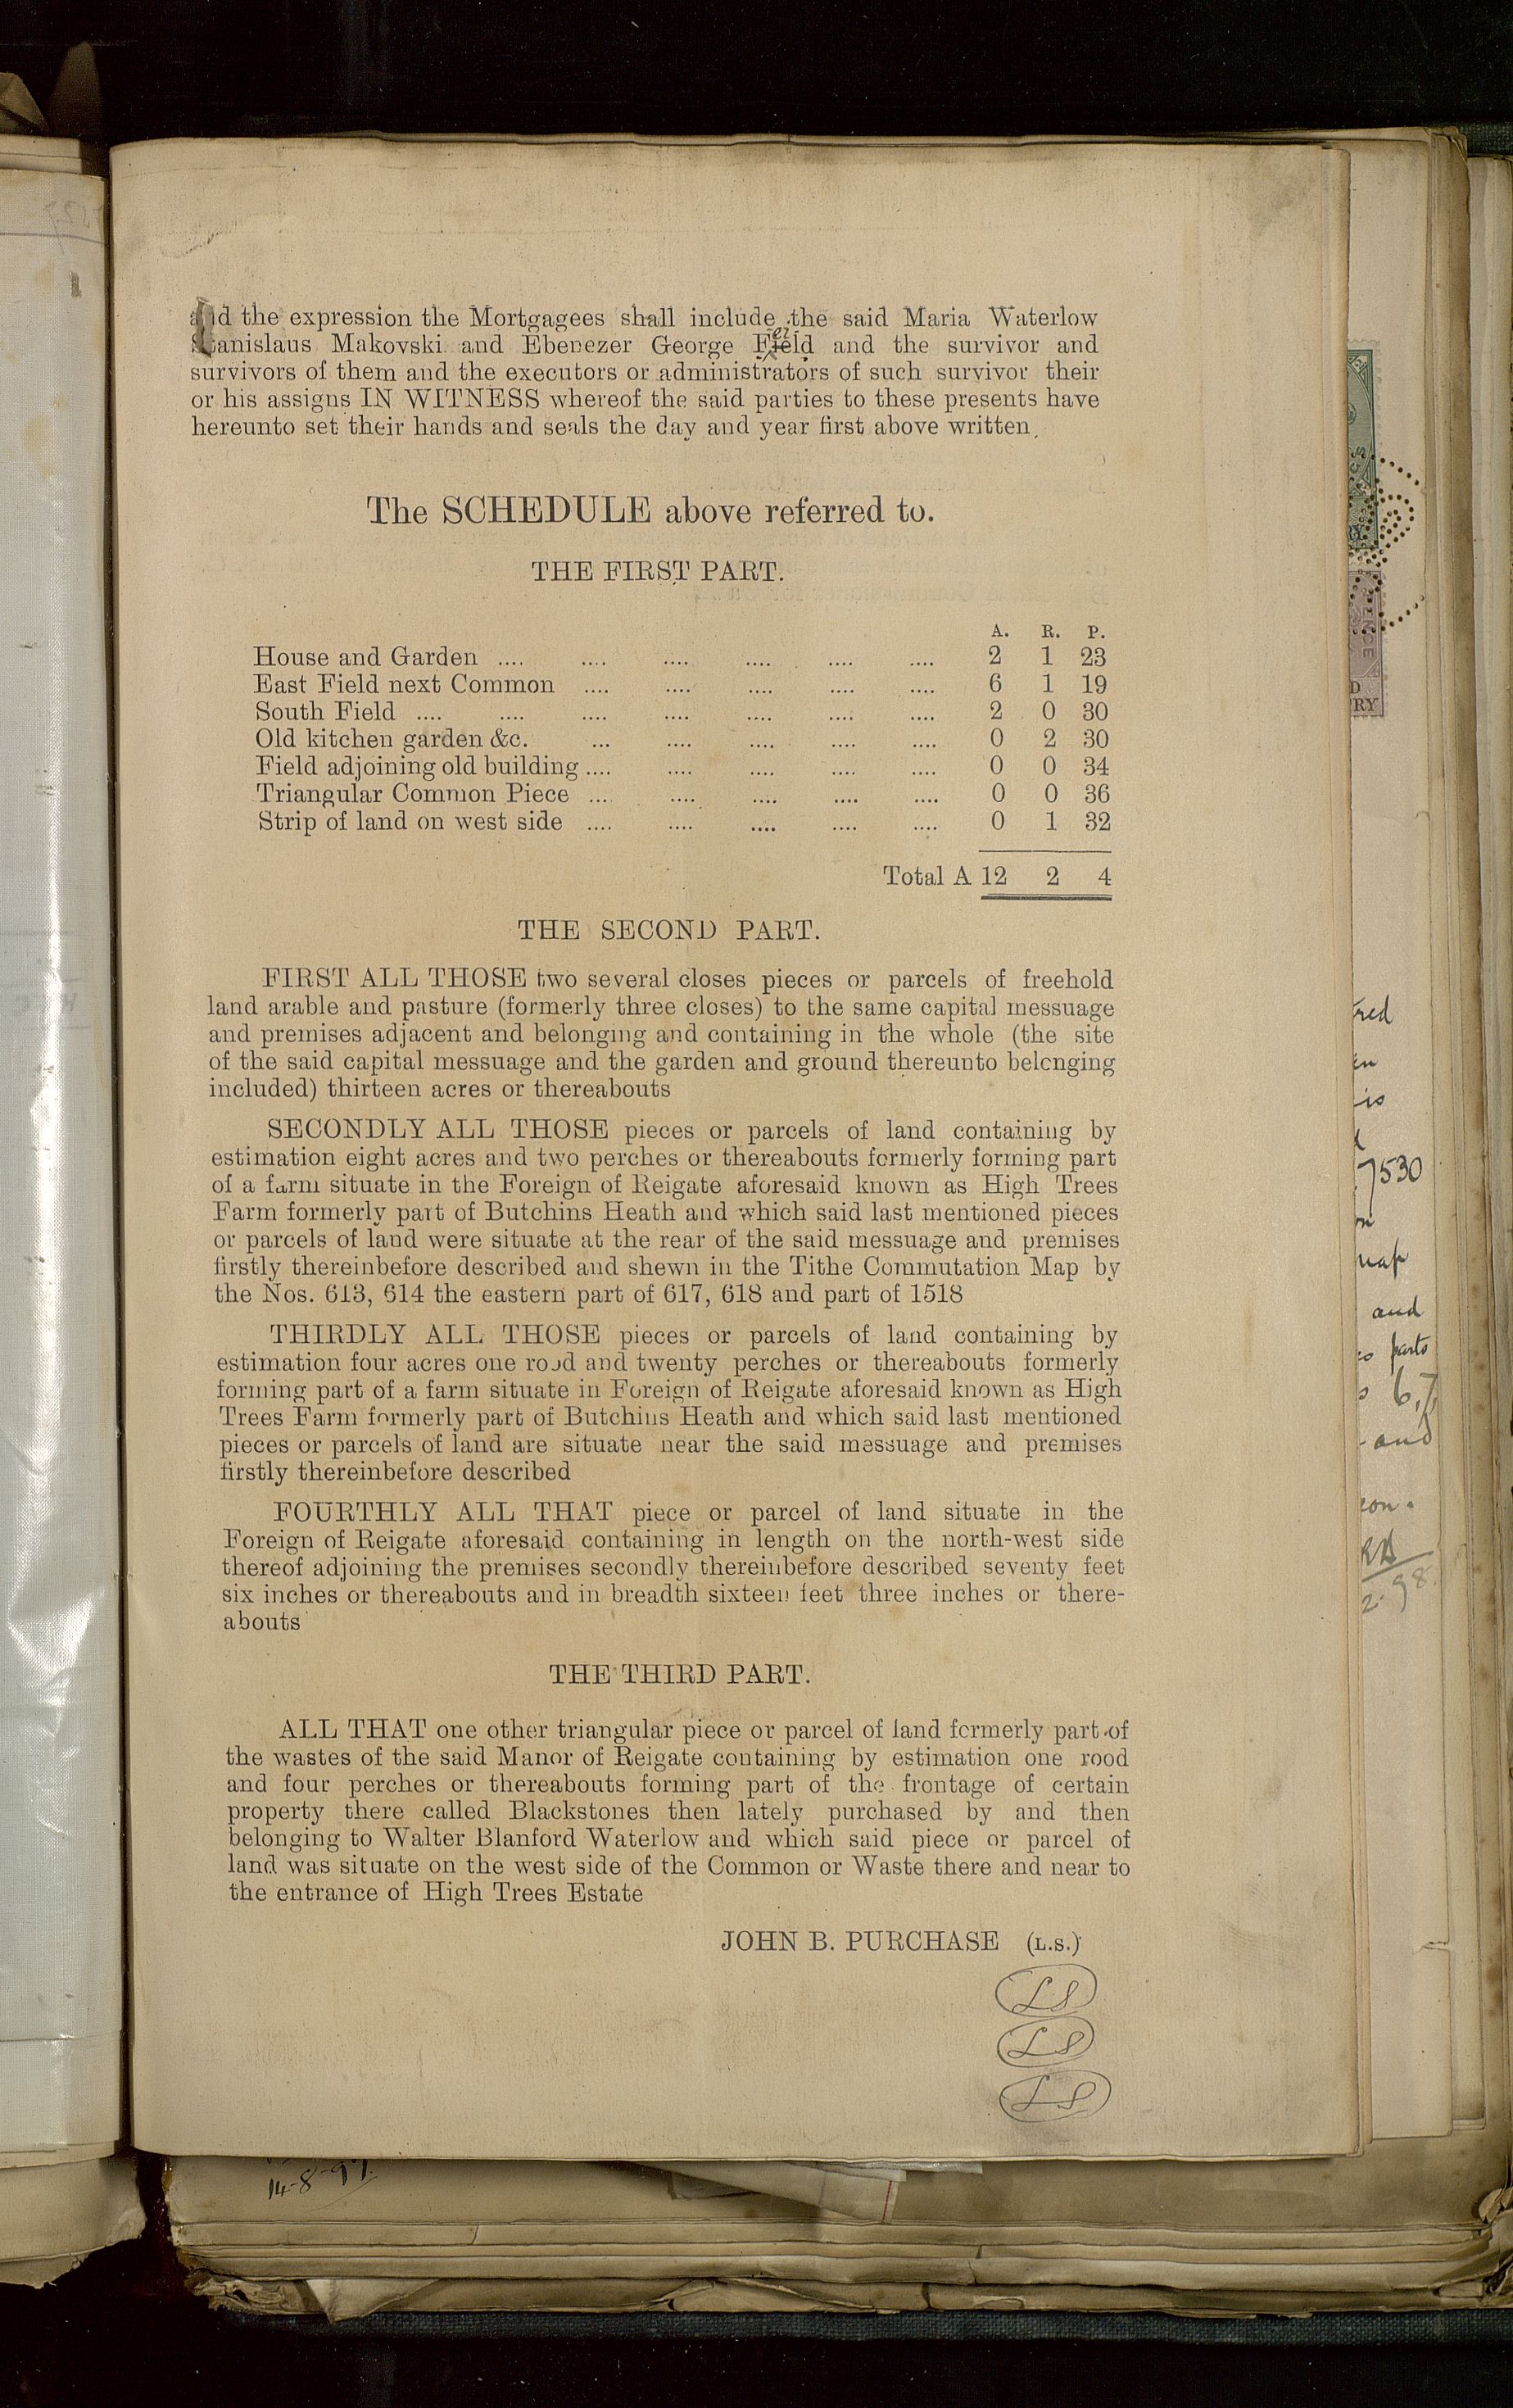 and the expression the Mortgagees shall include the said Maria Waterlow
Stanislaus Makovski and Ebenezer George Field and the survivor and
ei
survivors of them and the executors or administrators of such survivor their
or his assigns IN WITNESS whereof the said parties to these presents have
hereunto set their hands and seals the day and year first above written.
The SCHEDULE above referred to.
THE FIRST PART.
A. R. P.
House and Garden .... .... .... .... .... .... 2 1 23
East Field next Common .... .... .... .... .... 6 1 19
South Field .... .... .... .... .... .... .... 2 0 30
Old kitchen garden &c. ... .... .... .... .... 0 2 30
Field adjoining old building .... .... .... .... .... 0 0 34
Triangular Common Piece ... .... .... .... .... 0 0 36
Strip of land on west side .... .... .... .... .... 0 1 32
Total A 12 2 4
THE SECOND PART.
FIRST ALL THOSE two several closes pieces or parcels of freehold
land arable and pasture (formerly three closes) to the same capital messuage
and premises adjacent and belonging and containing in the whole (the site
of the said capital messuage and the garden and ground thereunto belonging
included) thirteen acres or thereabouts
SECONDLY ALL THOSE pieces or parcels of land containing by
estimation eight acres and two perches or thereabouts formerly forming part
of a farm situate in the Foreign of Reigate aforesaid known as High Trees
Farm formerly part of Butchins Heath and which said last mentioned pieces
or parcels of land were situate at the rear of the said messuage and premises
firstly thereinbefore described and shewn in the Tithe Commutation Map by
the Nos. 613, 614 the eastern part of 617, 618 and part of 1518
THIRDLY ALL THOSE pieces or parcels of land containing by
estimation four acres one rood and twenty perches or thereabouts formerly
forming part of a farm situate in Foreign of Reigate aforesaid known as High
Trees Farm formerly part of Butchins Heath and which said last mentioned
pieces or parcels of land are situate near the said messuage and premises
firstly thereinbefore described
FOURTHLY ALL THAT piece or parcel of land situate in the
Foreign of Reigate aforesaid containing in length on the north-west side
thereof adjoining the premises secondly thereinbefore described seventy feet
six inches or thereabouts and in breadth sixteen feet three inches or there-
abouts
THE THIRD PART.
ALL THAT one other triangular piece or parcel of land formerly part of
the wastes of the said Manor of Reigate containing by estimation one rood
and four perches or thereabouts forming part of the frontage of certain
property there called Blackstones then lately purchased by and then
belonging to Walter Blanford Waterlow and which said piece or parcel of
land was situate on the west side of the Common or Waste there and near to
the entrance of High Trees Estate
JOHN B. PURCHASE (L.S.)
LS
LS
LS
14-8-97.
7530
and
parts
6,7,
and